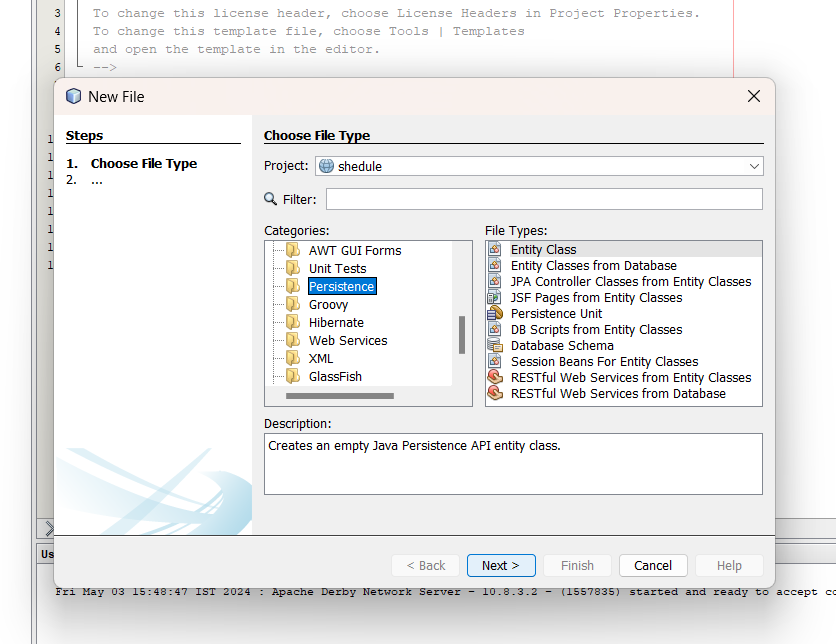 3 To change this license header, choose License Headers in Project Properties.
4 To change this template file, choose Tools | Templates
5 and open the template in the editor.
6 -->
New File
Steps
1. Choose File Type
2. ...
Choose File Type
Project: shedule
Filter:
Categories:
AWT GUI Forms
Unit Tests
Persistence
Groovy
Hibernate
Web Services
XML
GlassFish
File Types:
Entity Class
Entity Classes from Database
JPA Controller Classes from Entity Classes
JSF Pages from Entity Classes
Persistence Unit
DB Scripts from Entity Classes
Database Schema
Session Beans For Entity Classes
RESTful Web Services from Entity Classes
RESTful Web Services from Database
Description:
Creates an empty Java Persistence API entity class.
< Back Next > Finish Cancel Help
Fri May 03 15:48:47 IST 2024 : Apache Derby Network Server - 10.8.3.2 - (1557835) started and ready to accept